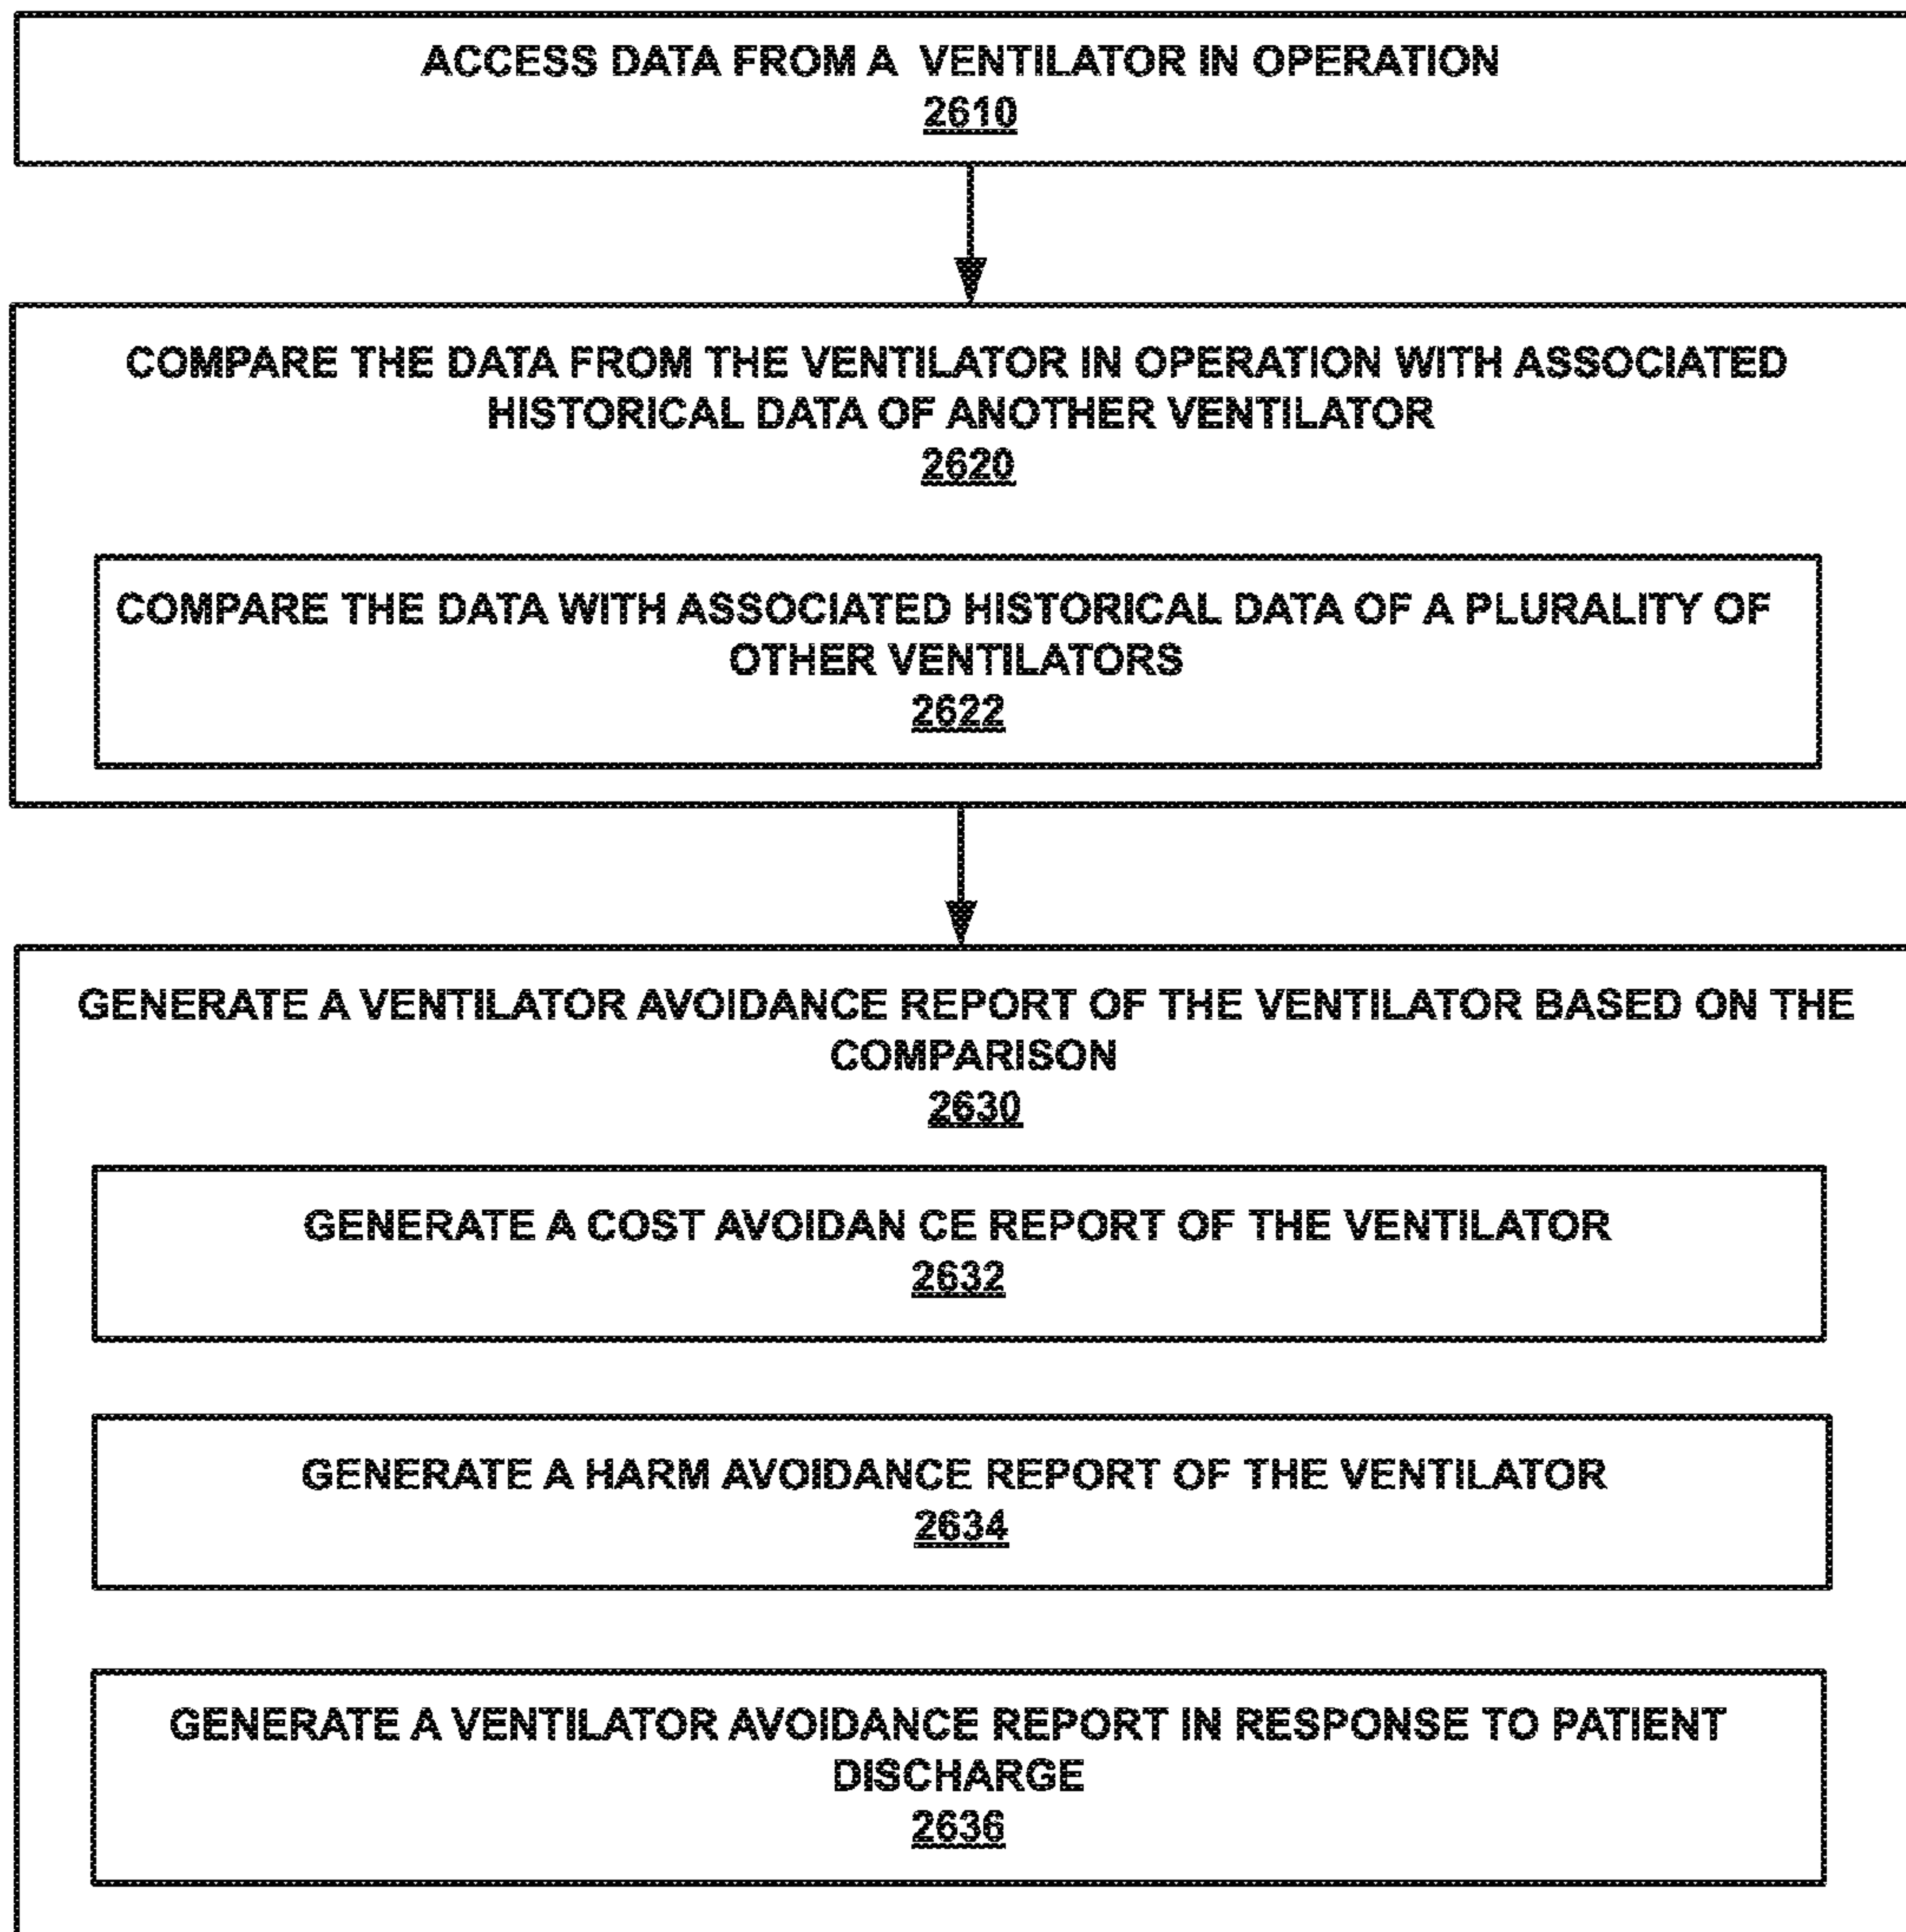 ACCESS DATA FROM A VENTILATOR IN OPERATION
2610
COMPARE THE DATA FROM THE VENTILATOR IN OPERATION WITH ASSOCIATED
HISTORICAL DATA OF ANOTHER VENTILATOR
2620
COMPARE THE DATA WITH ASSOCIATED HISTORICAL DATA OF A PLURALITY OF
OTHER VENTILATORS
2622
GENERATE A VENTILATOR AVOIDANCE REPORT OF THE VENTILATOR BASED ON THE
COMPARISON
2630
GENERATE A COST AVOIDAN CE REPORT OF THE VENTILATOR
2632
GENERATE A HARM AVOIDANCE REPORT OF THE VENTILATOR
2634
GENERATE A VENTILATOR AVOIDANCE REPORT IN RESPONSE TO PATIENT
DISCHARGE
2636